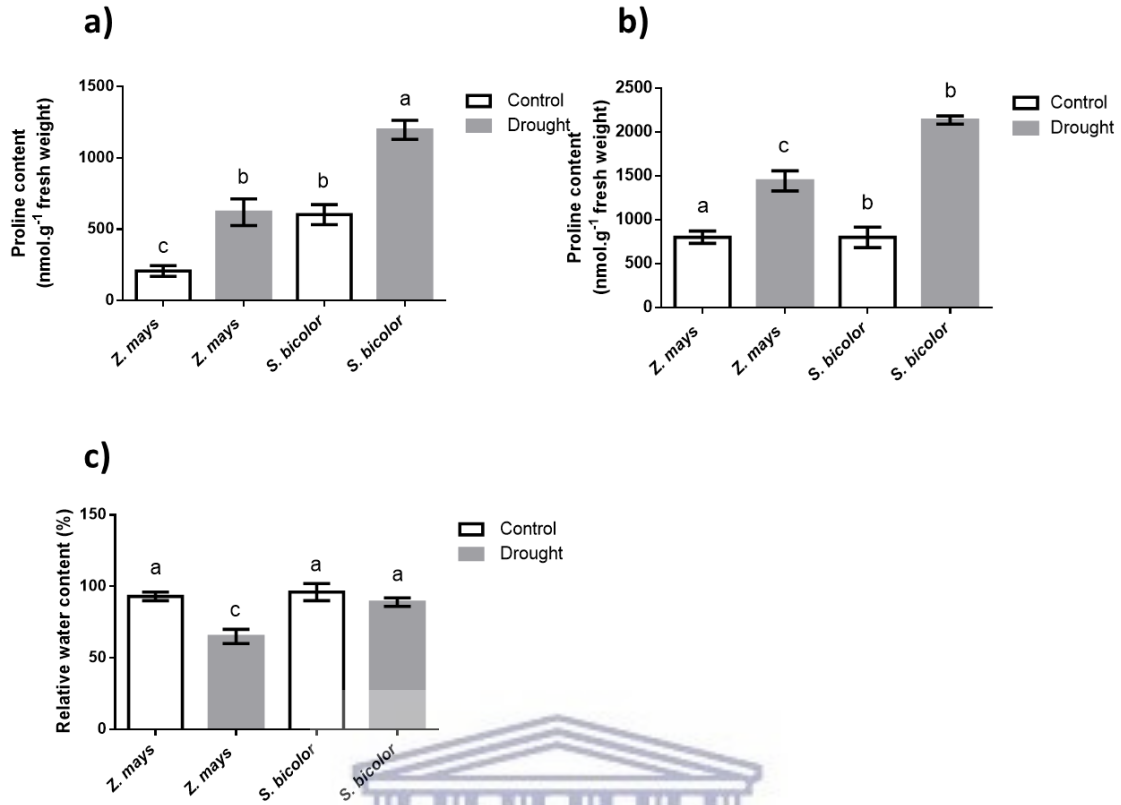 a)
1500
1000
500
0
Proline content
(nmol.g-1 fresh weight)
c
b
b
a
Z. mays
Z. mays
S. bicolor
S. bicolor
Control
Drought
b)
2500
2000
1500
1000
500
0
Proline content
(nmol.g-1 fresh weight)
a
c
b
b
Z. mays
Z. mays
S. bicolor
S. bicolor
Control
Drought
c)
150
100
50
0
Relative water content (%)
a
c
a
a
Z. mays
Z. mays
S. bicolor
S. bicolor
Control
Drought